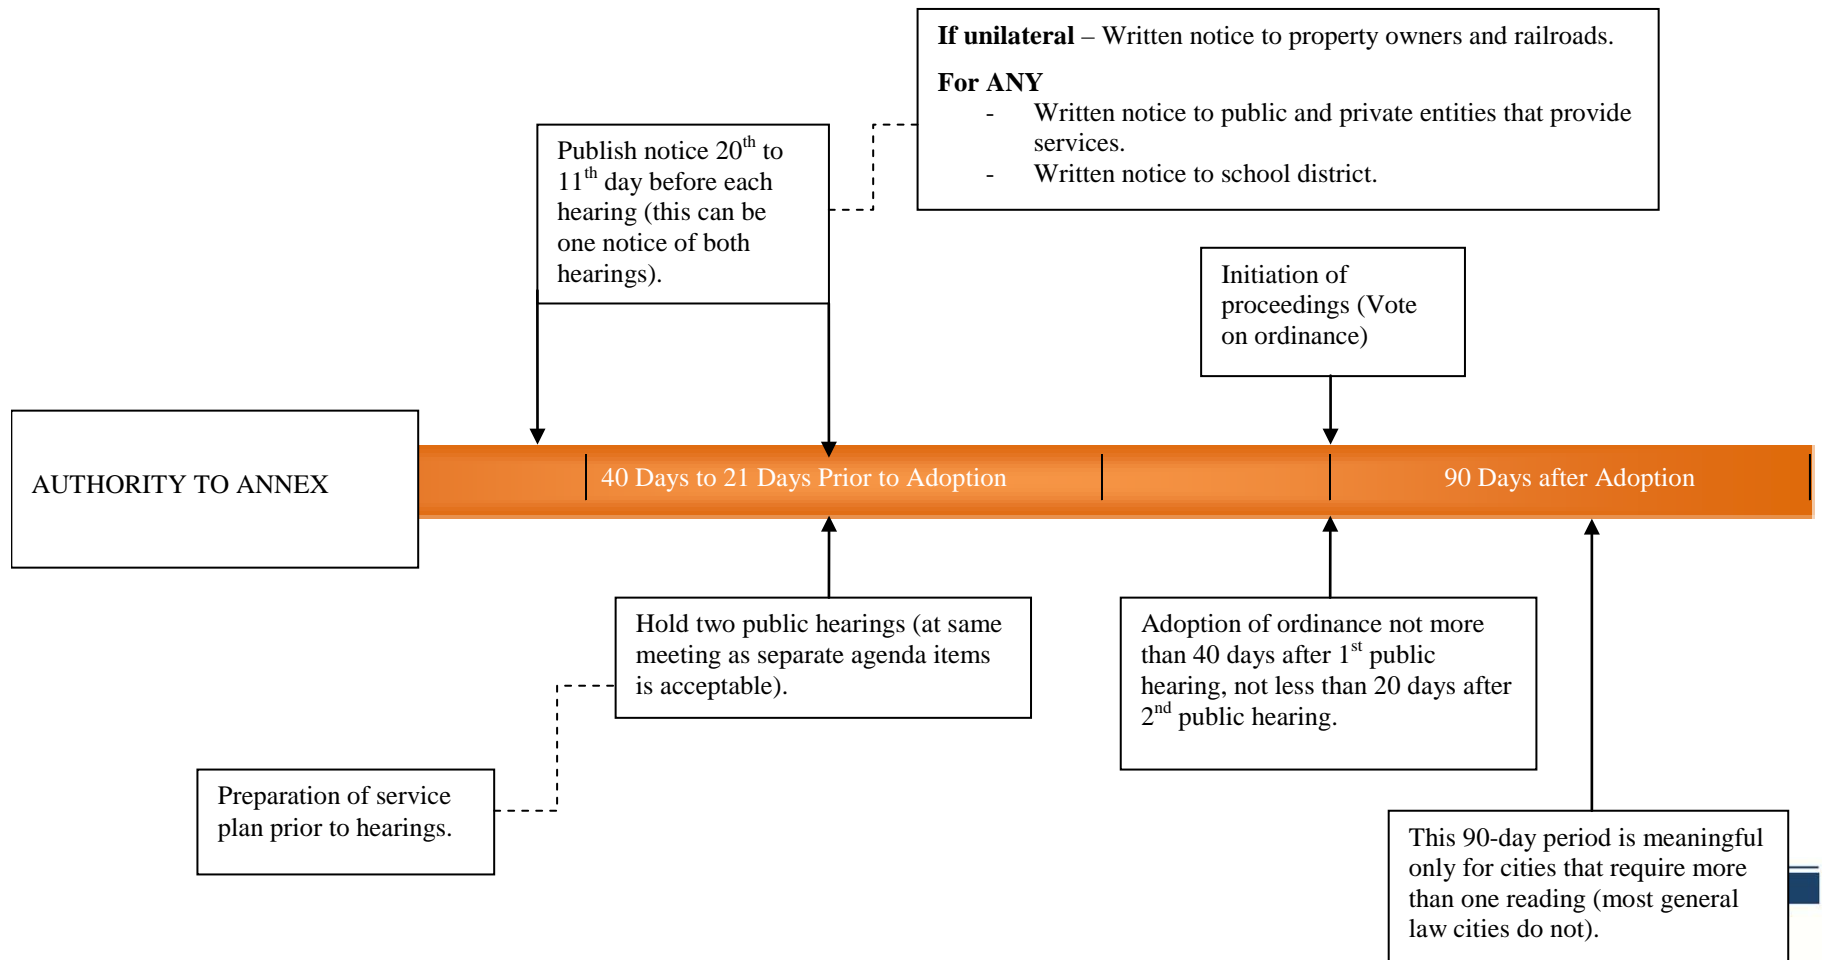 If unilateral – Written notice to property owners and railroads.
For ANY
- Written notice to public and private entities that provide
services.
- Written notice to school district.
Publish notice 20th to
11th day before each
hearing (this can be
one notice of both
hearings).
Initiation of
proceedings (Vote
on ordinance)
AUTHORITY TO ANNEX
40 Days to 21 Days Prior to Adoption
90 Days after Adoption
Hold two public hearings (at same
meeting as separate agenda items
is acceptable).
Adoption of ordinance not more
than 40 days after 1st public
hearing, not less than 20 days after
2nd public hearing.
Preparation of service
plan prior to hearings.
This 90-day period is meaningful
only for cities that require more
than one reading (most general
law cities do not).